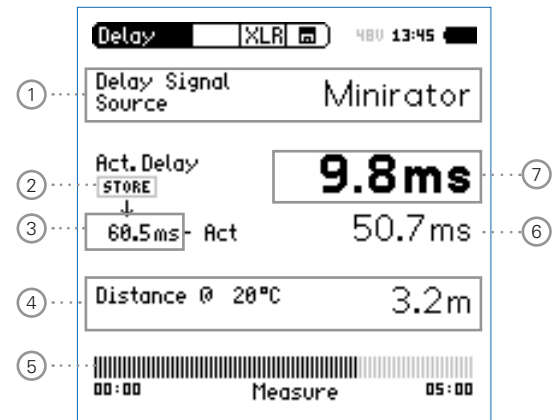 Delay XLR 48V 13:45
1 Delay Signal Source Minirator
Act. Delay 9.8ms 7
2 STORE
3 60.5ms - Act 50.7ms 6
4 Distance @ 20°C 3.2m
5
00:00 Measure 05:00